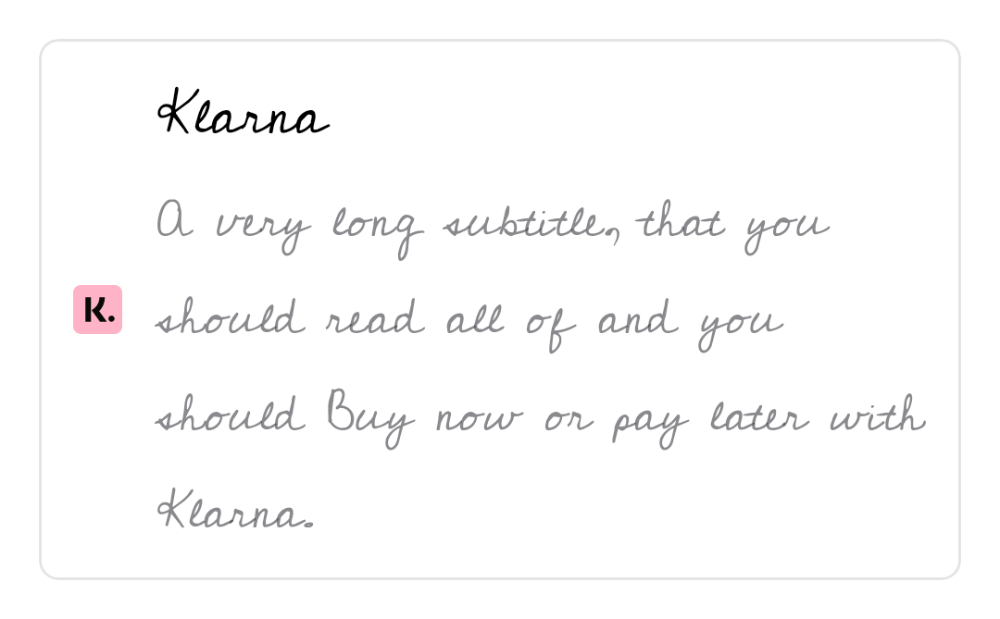 Klarna
A very long subtitle, that you
K.
should read all of and you
should Buy now or pay later with
Klarna.